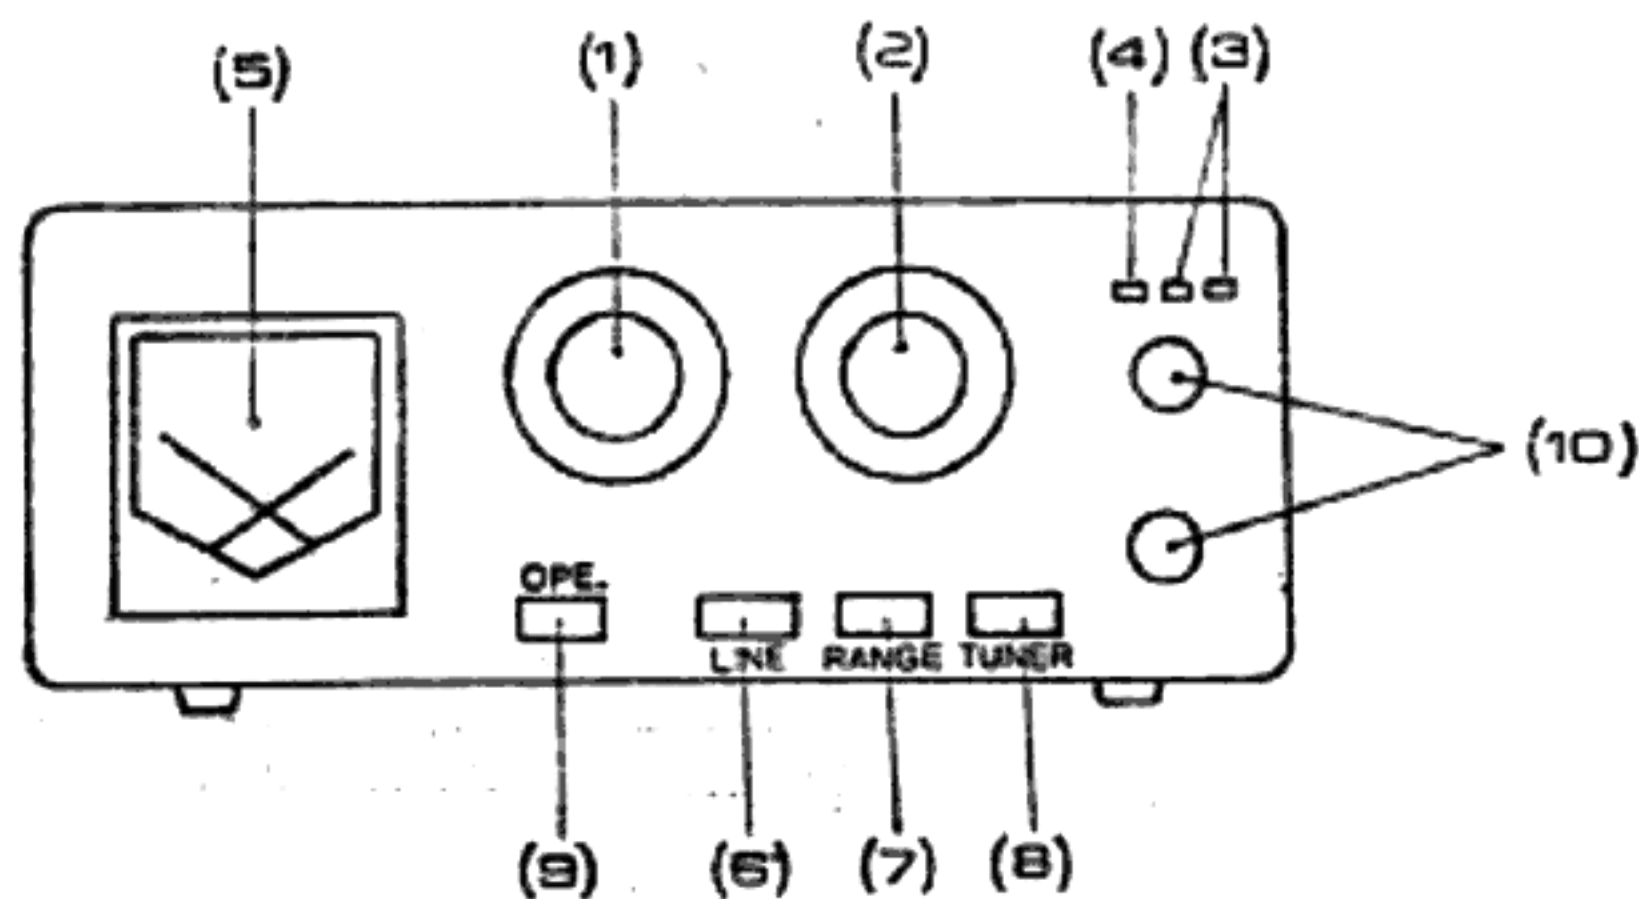 (5) (1) (2) (4) (3)
(10)
OPE.
LINE RANGE TUNER
(9) (6) (7) (8)